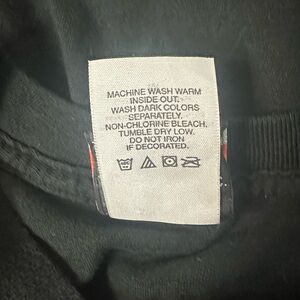 MACHINE WASH WARM
INSIDE OUT.
WASH DARK COLORS
SEPARATELY.
NON-CHLORINE BLEACH.
TUMBLE DRY LOW.
DO NOT IRON
IF DECORATED.